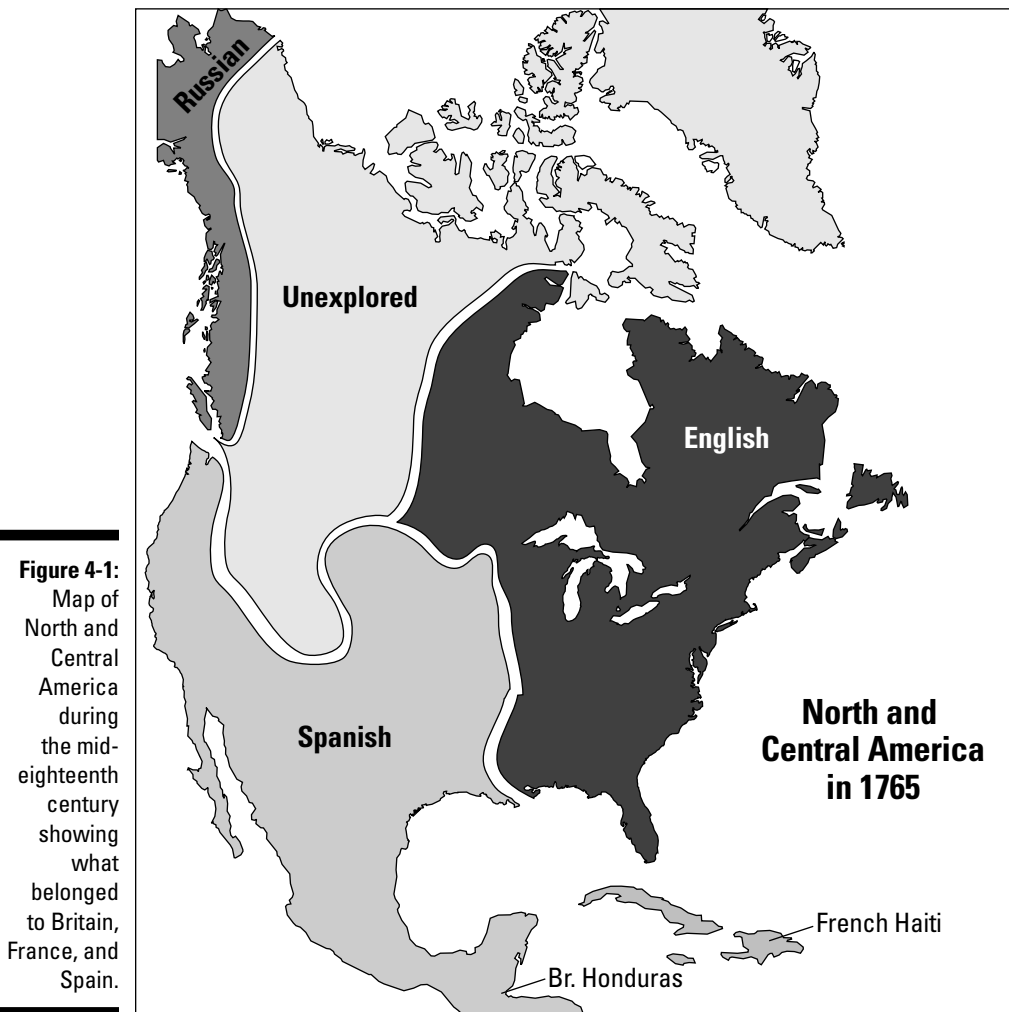 Russian
Unexplored
English
Spanish
North and
Central America
in 1765
French Haiti
Br. Honduras
Figure 4-1:
Map of
North and
Central
America
during
the mid-
eighteenth
century
showing
what
belonged
to Britain,
France, and
Spain.